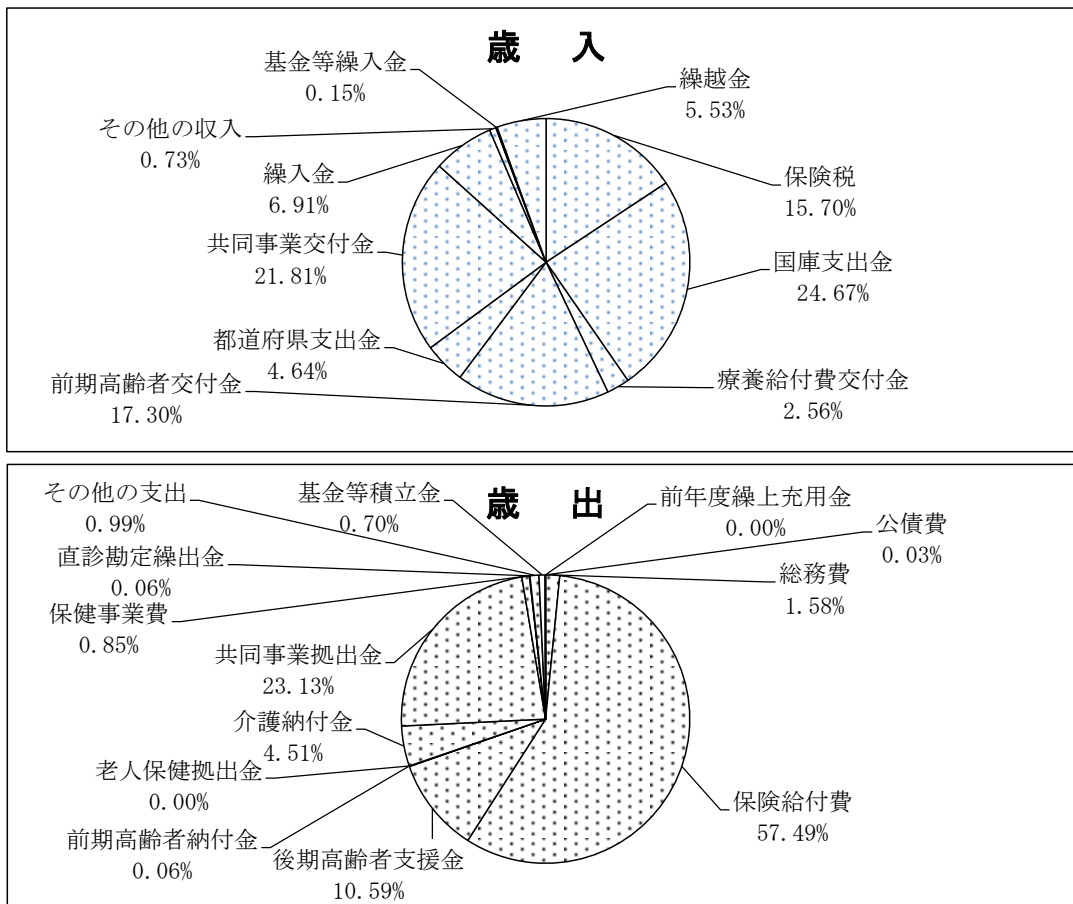 歳 入
基金等繰入金
0.15%
繰越金
5.53%
その他の収入
0.73%
繰入金
6.91%
保険税
15.70%
共同事業交付金
21.81%
国庫支出金
24.67%
都道府県支出金
4.64%
前期高齢者交付金
17.30%
療養給付費交付金
2.56%
歳 出
その他の支出
0.99%
基金等積立金
0.70%
前年度繰上充用金
0.00%
公債費
0.03%
直診勘定繰出金
0.06%
総務費
1.58%
保健事業費
0.85%
共同事業拠出金
23.13%
介護納付金
4.51%
老人保健拠出金
0.00%
保険給付費
57.49%
前期高齢者納付金
0.06%
後期高齢者支援金
10.59%